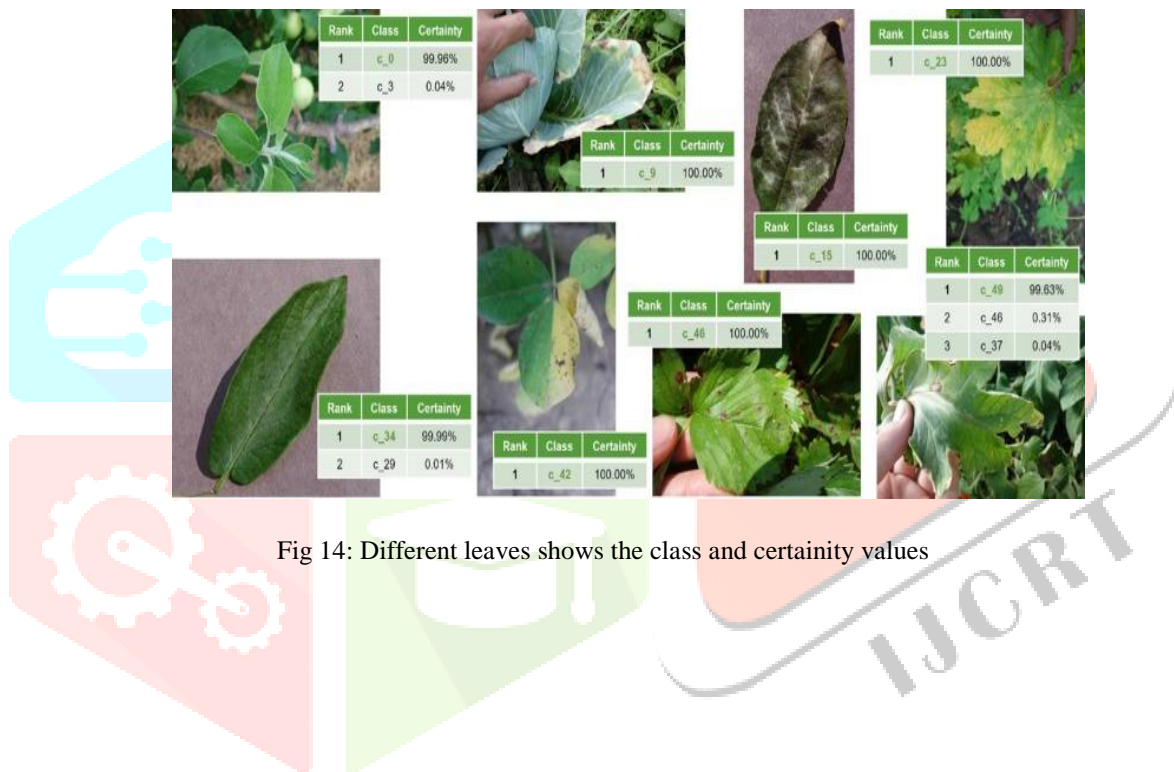 Rank Class Certainty
1 c_0 99.96%
2 c_3 0.04%
Rank Class Certainty
1 c_9 100.00%
Rank Class Certainty
1 c_15 100.00%
Rank Class Certainty
1 c_23 100.00%
Rank Class Certainty
1 c_34 99.99%
2 c_29 0.01%
Rank Class Certainty
1 c_42 100.00%
Rank Class Certainty
1 c_46 100.00%
Rank Class Certainty
1 c_49 99.63%
2 c_46 0.31%
3 c_37 0.04%
Fig 14: Different leaves shows the class and certainity values
IJCRT